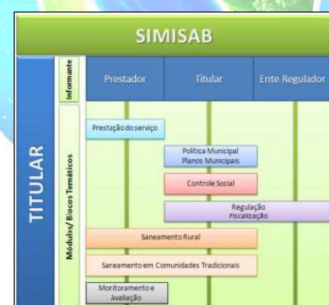 SIMISAB
Informante
Prestador
Titular
Ente Regulador
TITULAR
Módulos/ Blocos Temáticos
Prestação do serviço
Política Municipal
Planos Municipais
Controle Social
Regulação
Fiscalização
Saneamento Rural
Saneamento em Comunidades Tradicionais
Monitoramento e
Avaliação